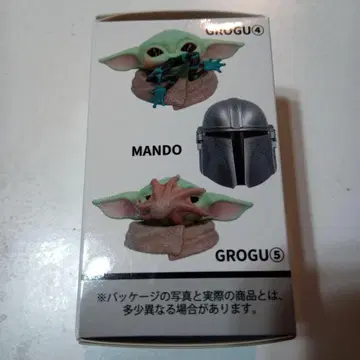 GROGU④
MANDO
GROGU⑤
※パッケージの写真と実際の商品とは、
多少異なる場合があります。